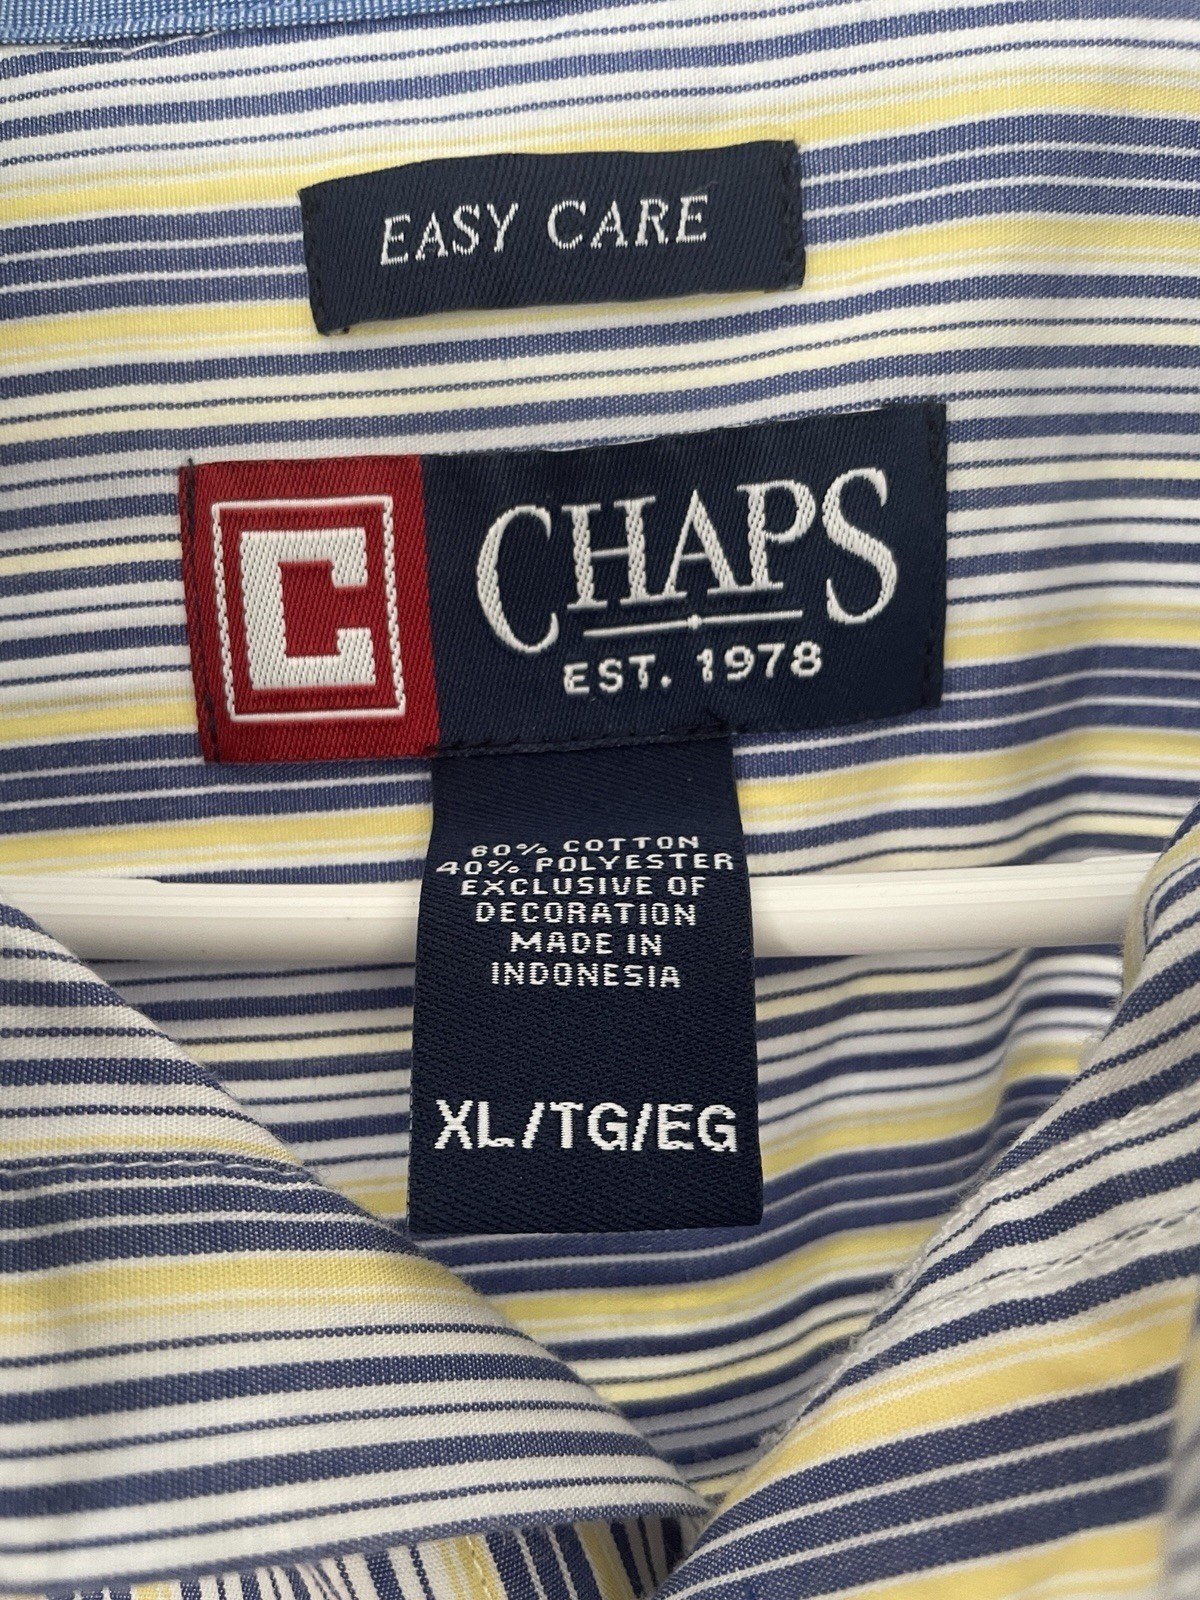 EASY CARE
C
CHAPS
EST. 1978
60% COTTON
40% POLYESTER
EXCLUSIVE OF
DECORATION
MADE IN
INDONESIA
XL/TG/EG